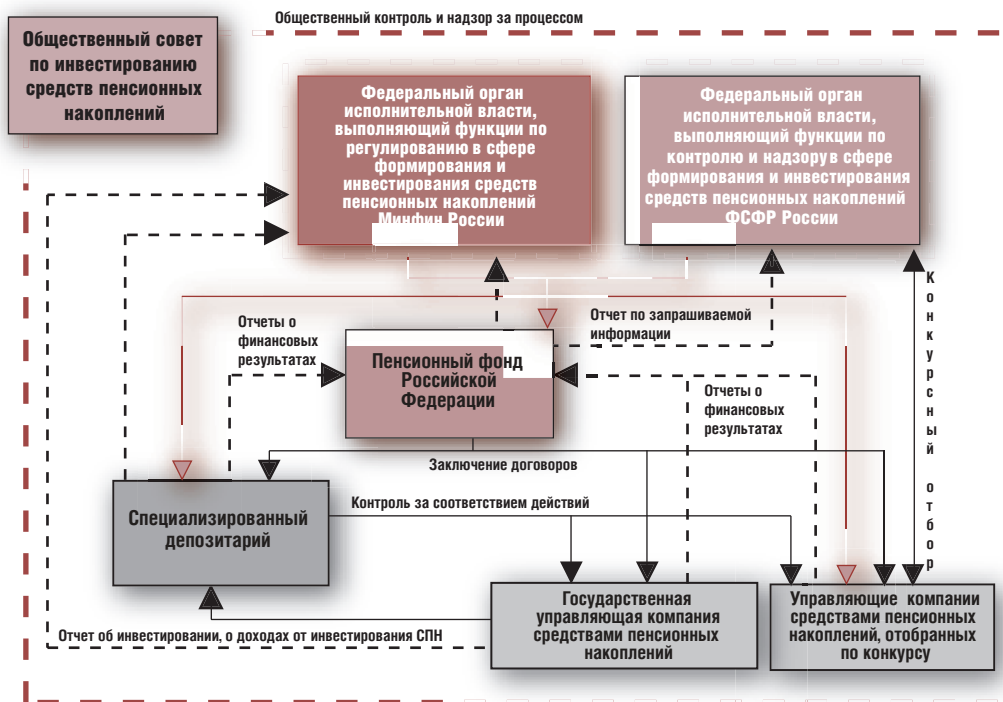 Общественный контроль и надзор за процессом
Общественный совет
по инвестированию
средств пенсионных
накоплений
Федеральный орган
исполнительной власти,
выполняющий функции по
регулированию в сфере
формирования и
инвестирования средств
пенсионных накоплений
Минфин России
Федеральный орган
исполнительной власти,
выполняющий функции по
контролю и надзору в сфере
формирования и инвестирования
средств пенсионных накоплений
ФСФР России
Конкурсный отбор
Отчеты о
финансовых
результатах
Отчет по запрашиваемой
информации
Пенсионный фонд
Российской
Федерации
Отчеты о
финансовых
результатах
Заключение договоров
Специализированный
депозитарий
Контроль за соответствием действий
Государственная
управляющая компания
средствами пенсионных
накоплений
Управляющие компании
средствами пенсионных
накоплений, отобранных
по конкурсу
Отчет об инвестировании, о доходах от инвестирования СПН